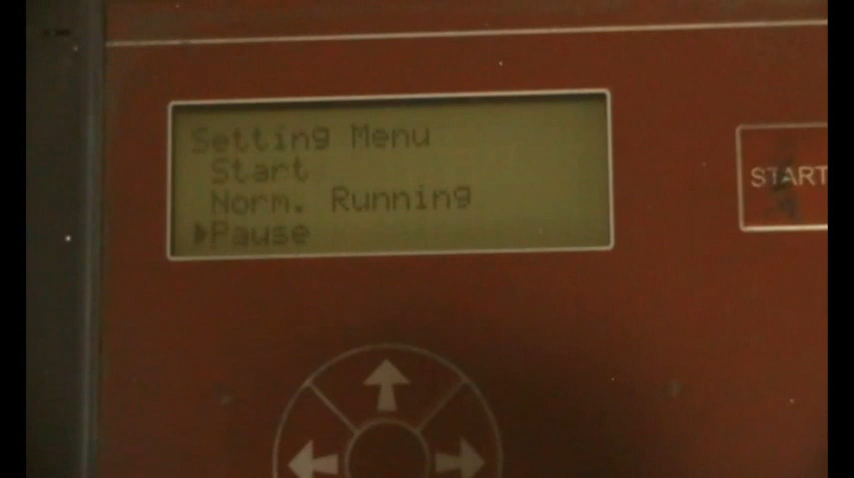 Setting Menu
Start
Norm. Running
Pause
START